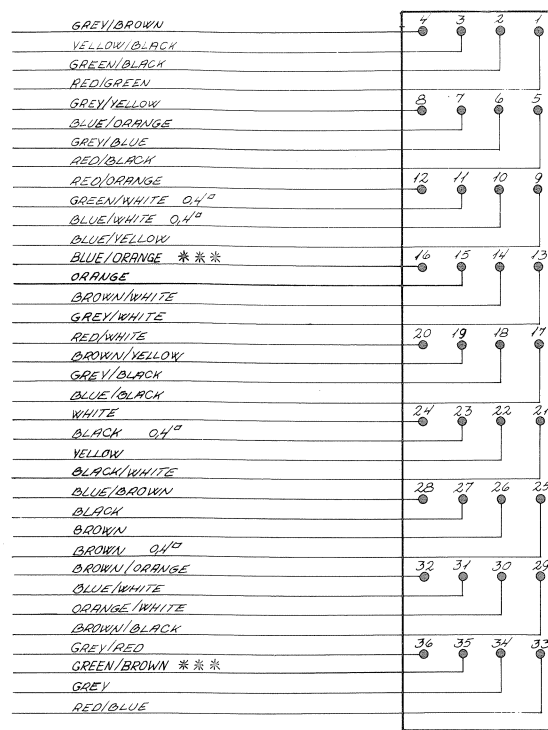 GREY/BROWN 4 3 2 1
YELLOW/BLACK
GREEN/BLACK
RED/GREEN
GREY/YELLOW 8 7 6 5
BLUE/ORANGE
GREY/BLUE
RED/BLACK
RED/ORANGE 12 11 10 9
GREEN/WHITE 0,4□
BLUE/WHITE 0,4□
BLUE/YELLOW
BLUE/ORANGE *** 16 15 14 13
ORANGE
BROWN/WHITE
GREY/WHITE
RED/WHITE 20 19 18 17
BROWN/YELLOW
GREY/BLACK
BLUE/BLACK
WHITE 24 23 22 21
BLACK 0,4□
YELLOW
BLACK/WHITE
BLUE/BROWN 28 27 26 25
BLACK
BROWN
BROWN 0,4□
BROWN/ORANGE 32 31 30 29
BLUE/WHITE
ORANGE/WHITE
BROWN/BLACK
GREY/RED 36 35 34 33
GREEN/BROWN ***
GREY
RED/BLUE